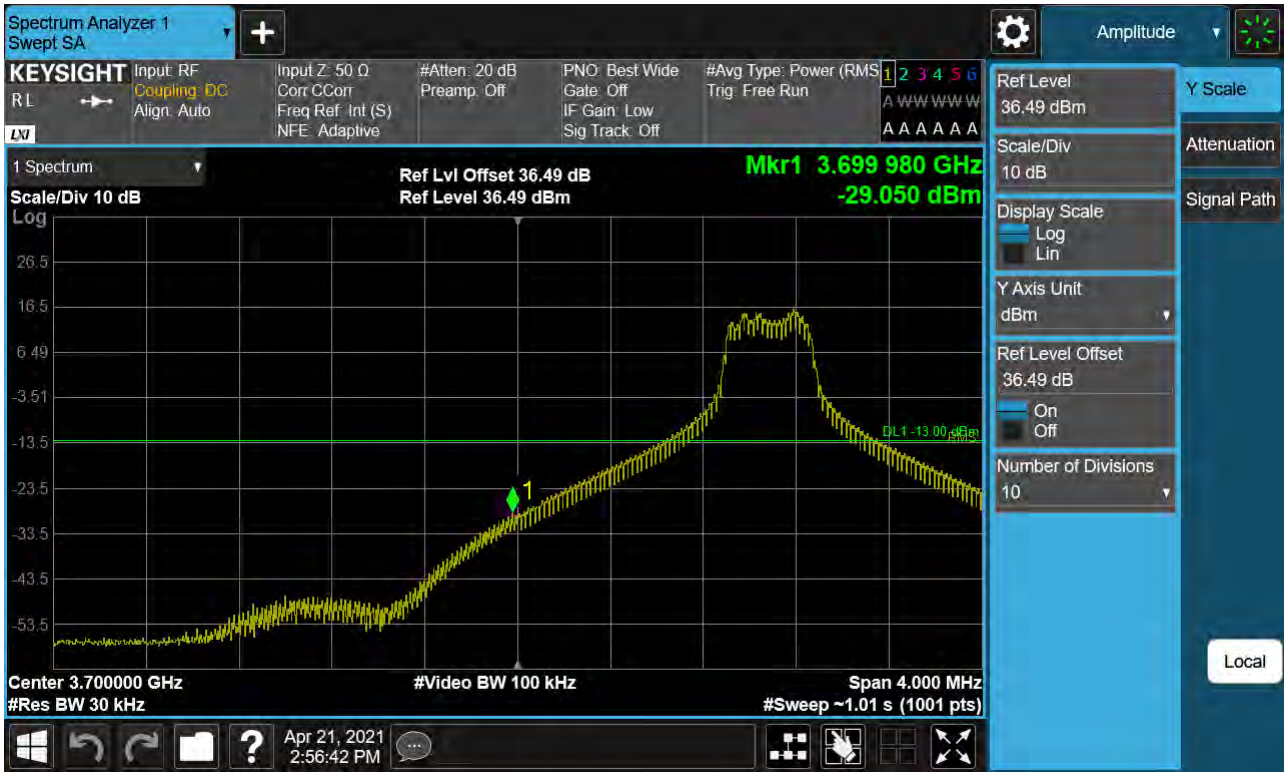 Spectrum Analyzer 1
Swept SA
Amplitude
KEYSIGHT
RL
LXI
Input: RF
Coupling: DC
Align: Auto
Input Z: 50 Ω
Corr CCorr
Freq Ref: Int (S)
NFE: Adaptive
#Atten: 20 dB
Preamp: Off
PNO: Best Wide
Gate: Off
IF Gain: Low
Sig Track: Off
#Avg Type: Power (RMS
Trig: Free Run
1 2 3 4 5 6
A W W W W W
A A A A A A
1 Spectrum
Scale/Div 10 dB
Ref Lvl Offset 36.49 dB
Ref Level 36.49 dBm
Mkr1 3.699 980 GHz
-29.050 dBm
Log
26.5
16.5
6.49
-3.51
-13.5
-23.5
-33.5
-43.5
-53.5
1
DL1 -13.00 dBm
RMS
Center 3.700000 GHz
#Res BW 30 kHz
#Video BW 100 kHz
Span 4.000 MHz
#Sweep ~1.01 s (1001 pts)
Ref Level
36.49 dBm
Scale/Div
10 dB
Display Scale
Log
Lin
Y Axis Unit
dBm
Ref Level Offset
36.49 dB
On
Off
Number of Divisions
10
Y Scale
Attenuation
Signal Path
Local
?
Apr 21, 2021
2:56:42 PM